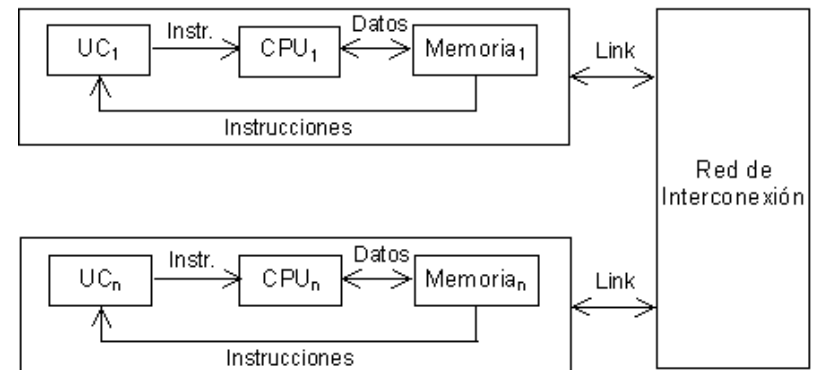 Instr.
Datos
UC₁
CPU₁
Memoria₁
Instrucciones
Link
Red de
Interconexión
Instr.
Datos
UCₙ
CPUₙ
Memoriaₙ
Instrucciones
Link